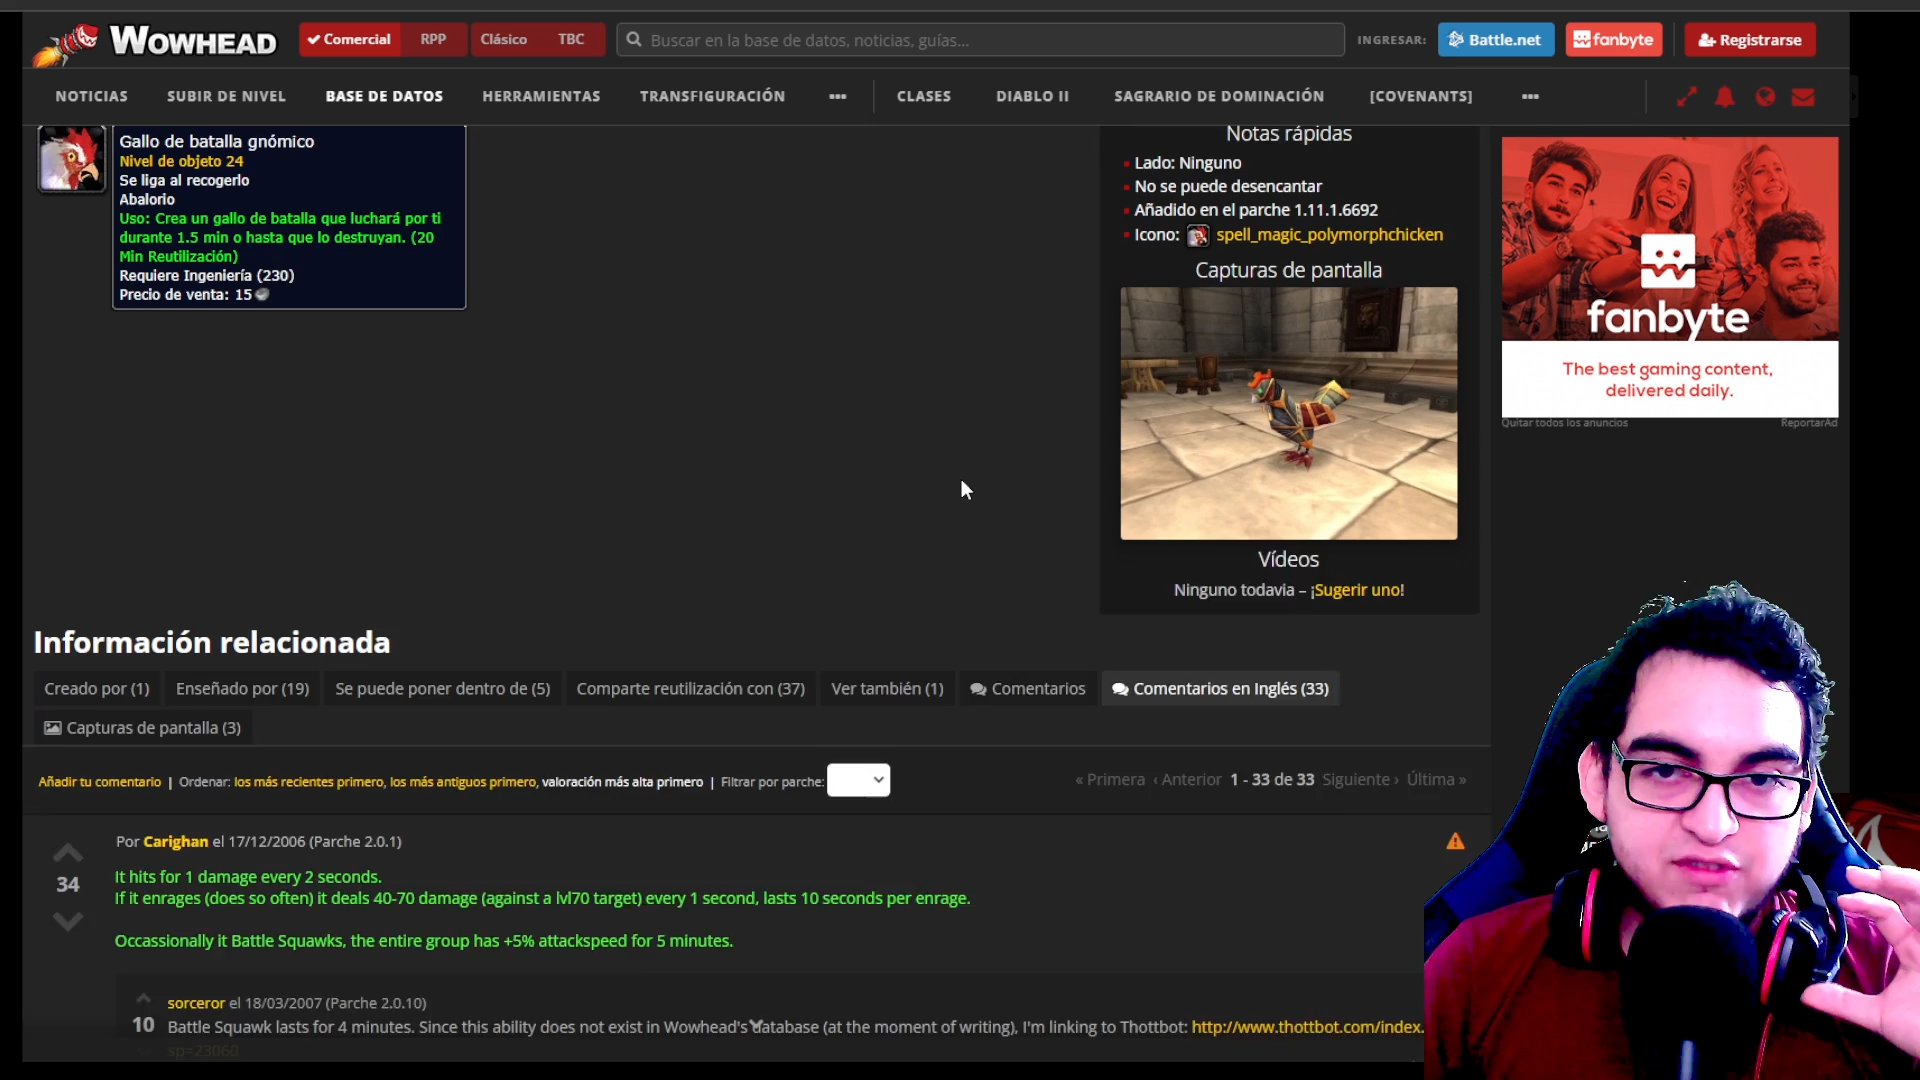 WOWHEAD
Comercial RPP Clásico TBC
Buscar en la base de datos, noticias, guías...
INGRESAR: Battle.net fanbyte Registrarse
NOTICIAS SUBIR DE NIVEL BASE DE DATOS HERRAMIENTAS TRANSFIGURACIÓN ••• CLASES DIABLO II SAGRARIO DE DOMINACIÓN [COVENANTS] •••
Gallo de batalla gnómico
Nivel de objeto 24
Se liga al recogerlo
Abalorio
Uso: Crea un gallo de batalla que luchará por ti
durante 1.5 min o hasta que lo destruyan. (20
Min Reutilización)
Requiere Ingeniería (230)
Precio de venta: 15
Notas rápidas
Lado: Ninguno
No se puede desencantar
Añadido en el parche 1.11.1.6692
Icono: spell_magic_polymorphchicken
Capturas de pantalla
Vídeos
Ninguno todavia – ¡Sugerir uno!
fanbyte
The best gaming content,
delivered daily.
Quitar todos los anuncios ReportarAd
Información relacionada
Creado por (1) Enseñado por (19) Se puede poner dentro de (5) Comparte reutilización con (37) Ver también (1) Comentarios Comentarios en Inglés (33)
Capturas de pantalla (3)
Añadir tu comentario | Ordenar: los más recientes primero, los más antiguos primero, valoración más alta primero | Filtrar por parche:
« Primera ‹ Anterior 1 - 33 de 33 Siguiente › Última »
Por Carighan el 17/12/2006 (Parche 2.0.1)
34
It hits for 1 damage every 2 seconds.
If it enrages (does so often) it deals 40-70 damage (against a lvl70 target) every 1 second, lasts 10 seconds per enrage.
Occassionally it Battle Squawks, the entire group has +5% attackspeed for 5 minutes.
sorceror el 18/03/2007 (Parche 2.0.10)
10 Battle Squawk lasts for 4 minutes. Since this ability does not exist in Wowhead's database (at the moment of writing), I'm linking to Thottbot: http://www.thottbot.com/index.
sp=23060